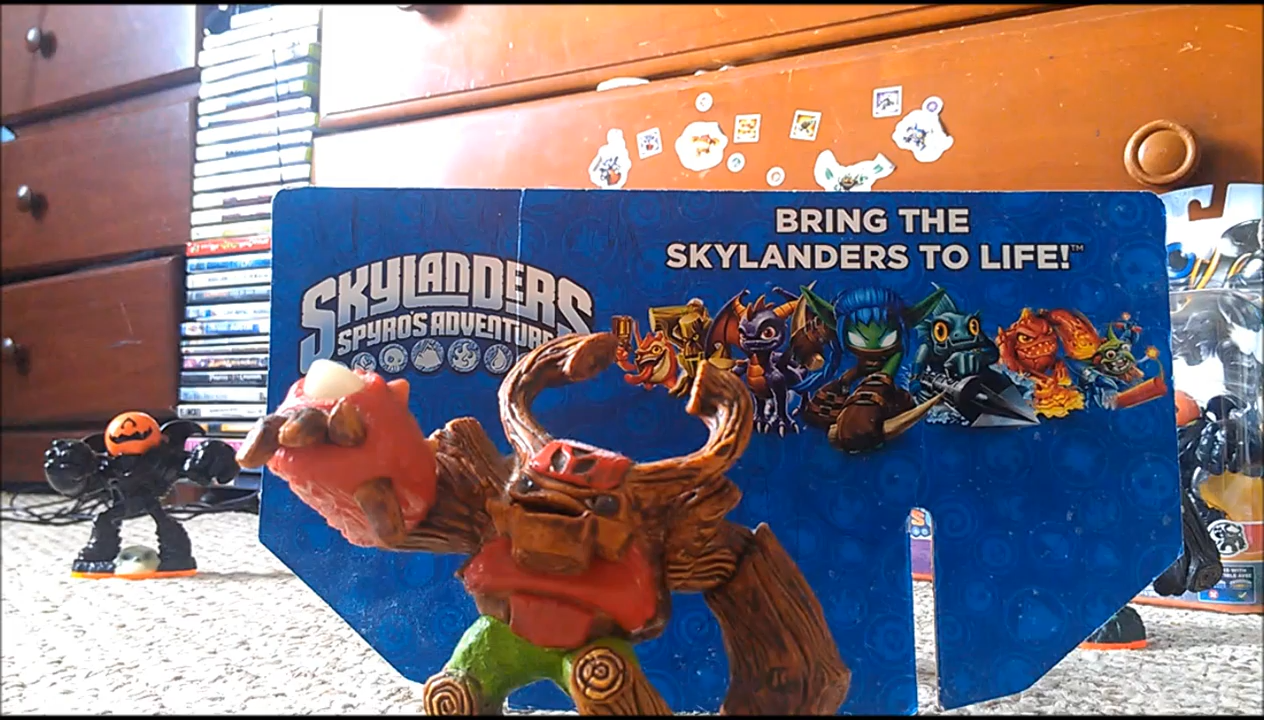 BRING THE
SKYLANDERS TO LIFE!™
SKYLANDERS
SPYRO'S ADVENTURE